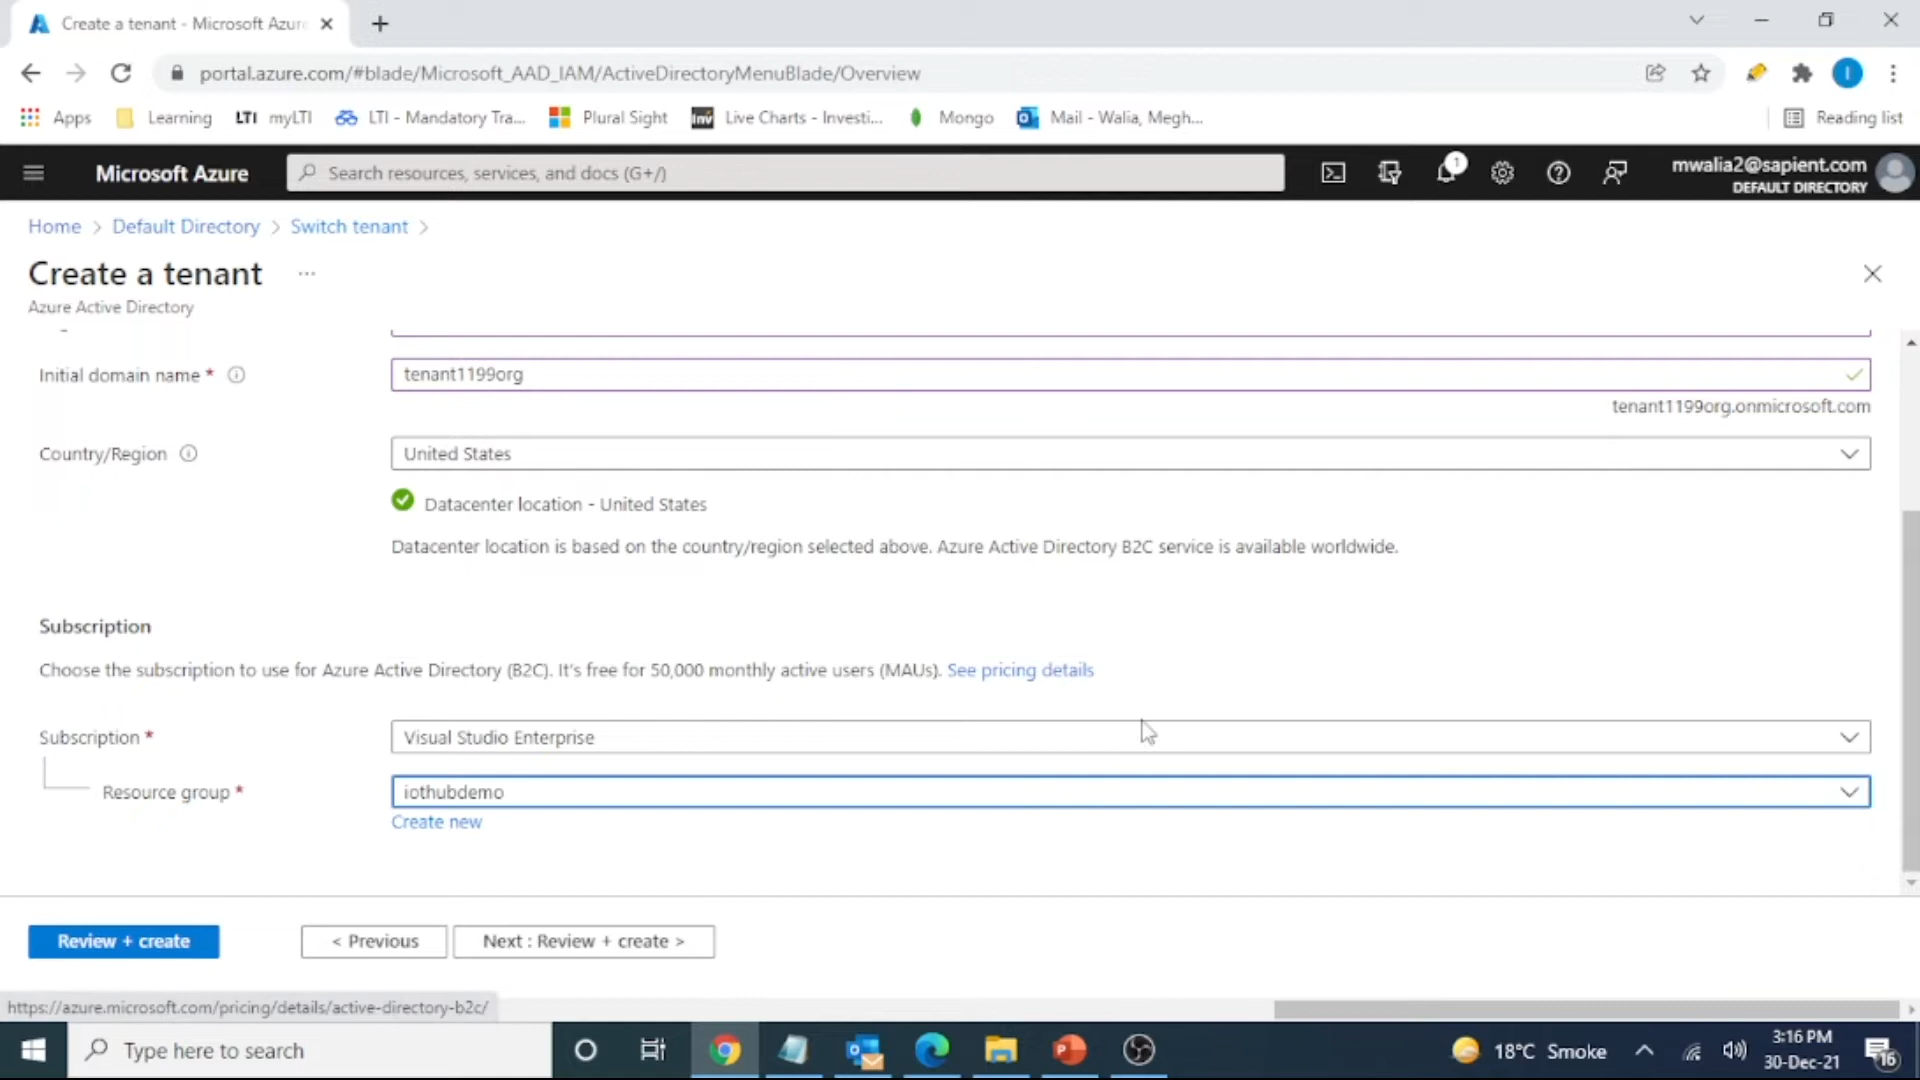 Create a tenant - Microsoft Azur
portal.azure.com/#blade/Microsoft_AAD_IAM/ActiveDirectoryMenuBlade/Overview
I
Apps Learning LTI myLTI LTI - Mandatory Tra... Plural Sight Inv Live Charts - Investi... Mongo Mail - Walia, Megh... Reading list
Microsoft Azure Search resources, services, and docs (G+/) 1 mwalia2@sapient.com
DEFAULT DIRECTORY
Home > Default Directory > Switch tenant >
Create a tenant ...
Azure Active Directory
Initial domain name * tenant1199org
tenant1199org.onmicrosoft.com
Country/Region United States
Datacenter location - United States
Datacenter location is based on the country/region selected above. Azure Active Directory B2C service is available worldwide.
Subscription
Choose the subscription to use for Azure Active Directory (B2C). It's free for 50,000 monthly active users (MAUs). See pricing details
Subscription * Visual Studio Enterprise
Resource group * iothubdemo
Create new
Review + create < Previous Next : Review + create >
https://azure.microsoft.com/pricing/details/active-directory-b2c/
Type here to search 18°C Smoke 3:16 PM
30-Dec-21 16